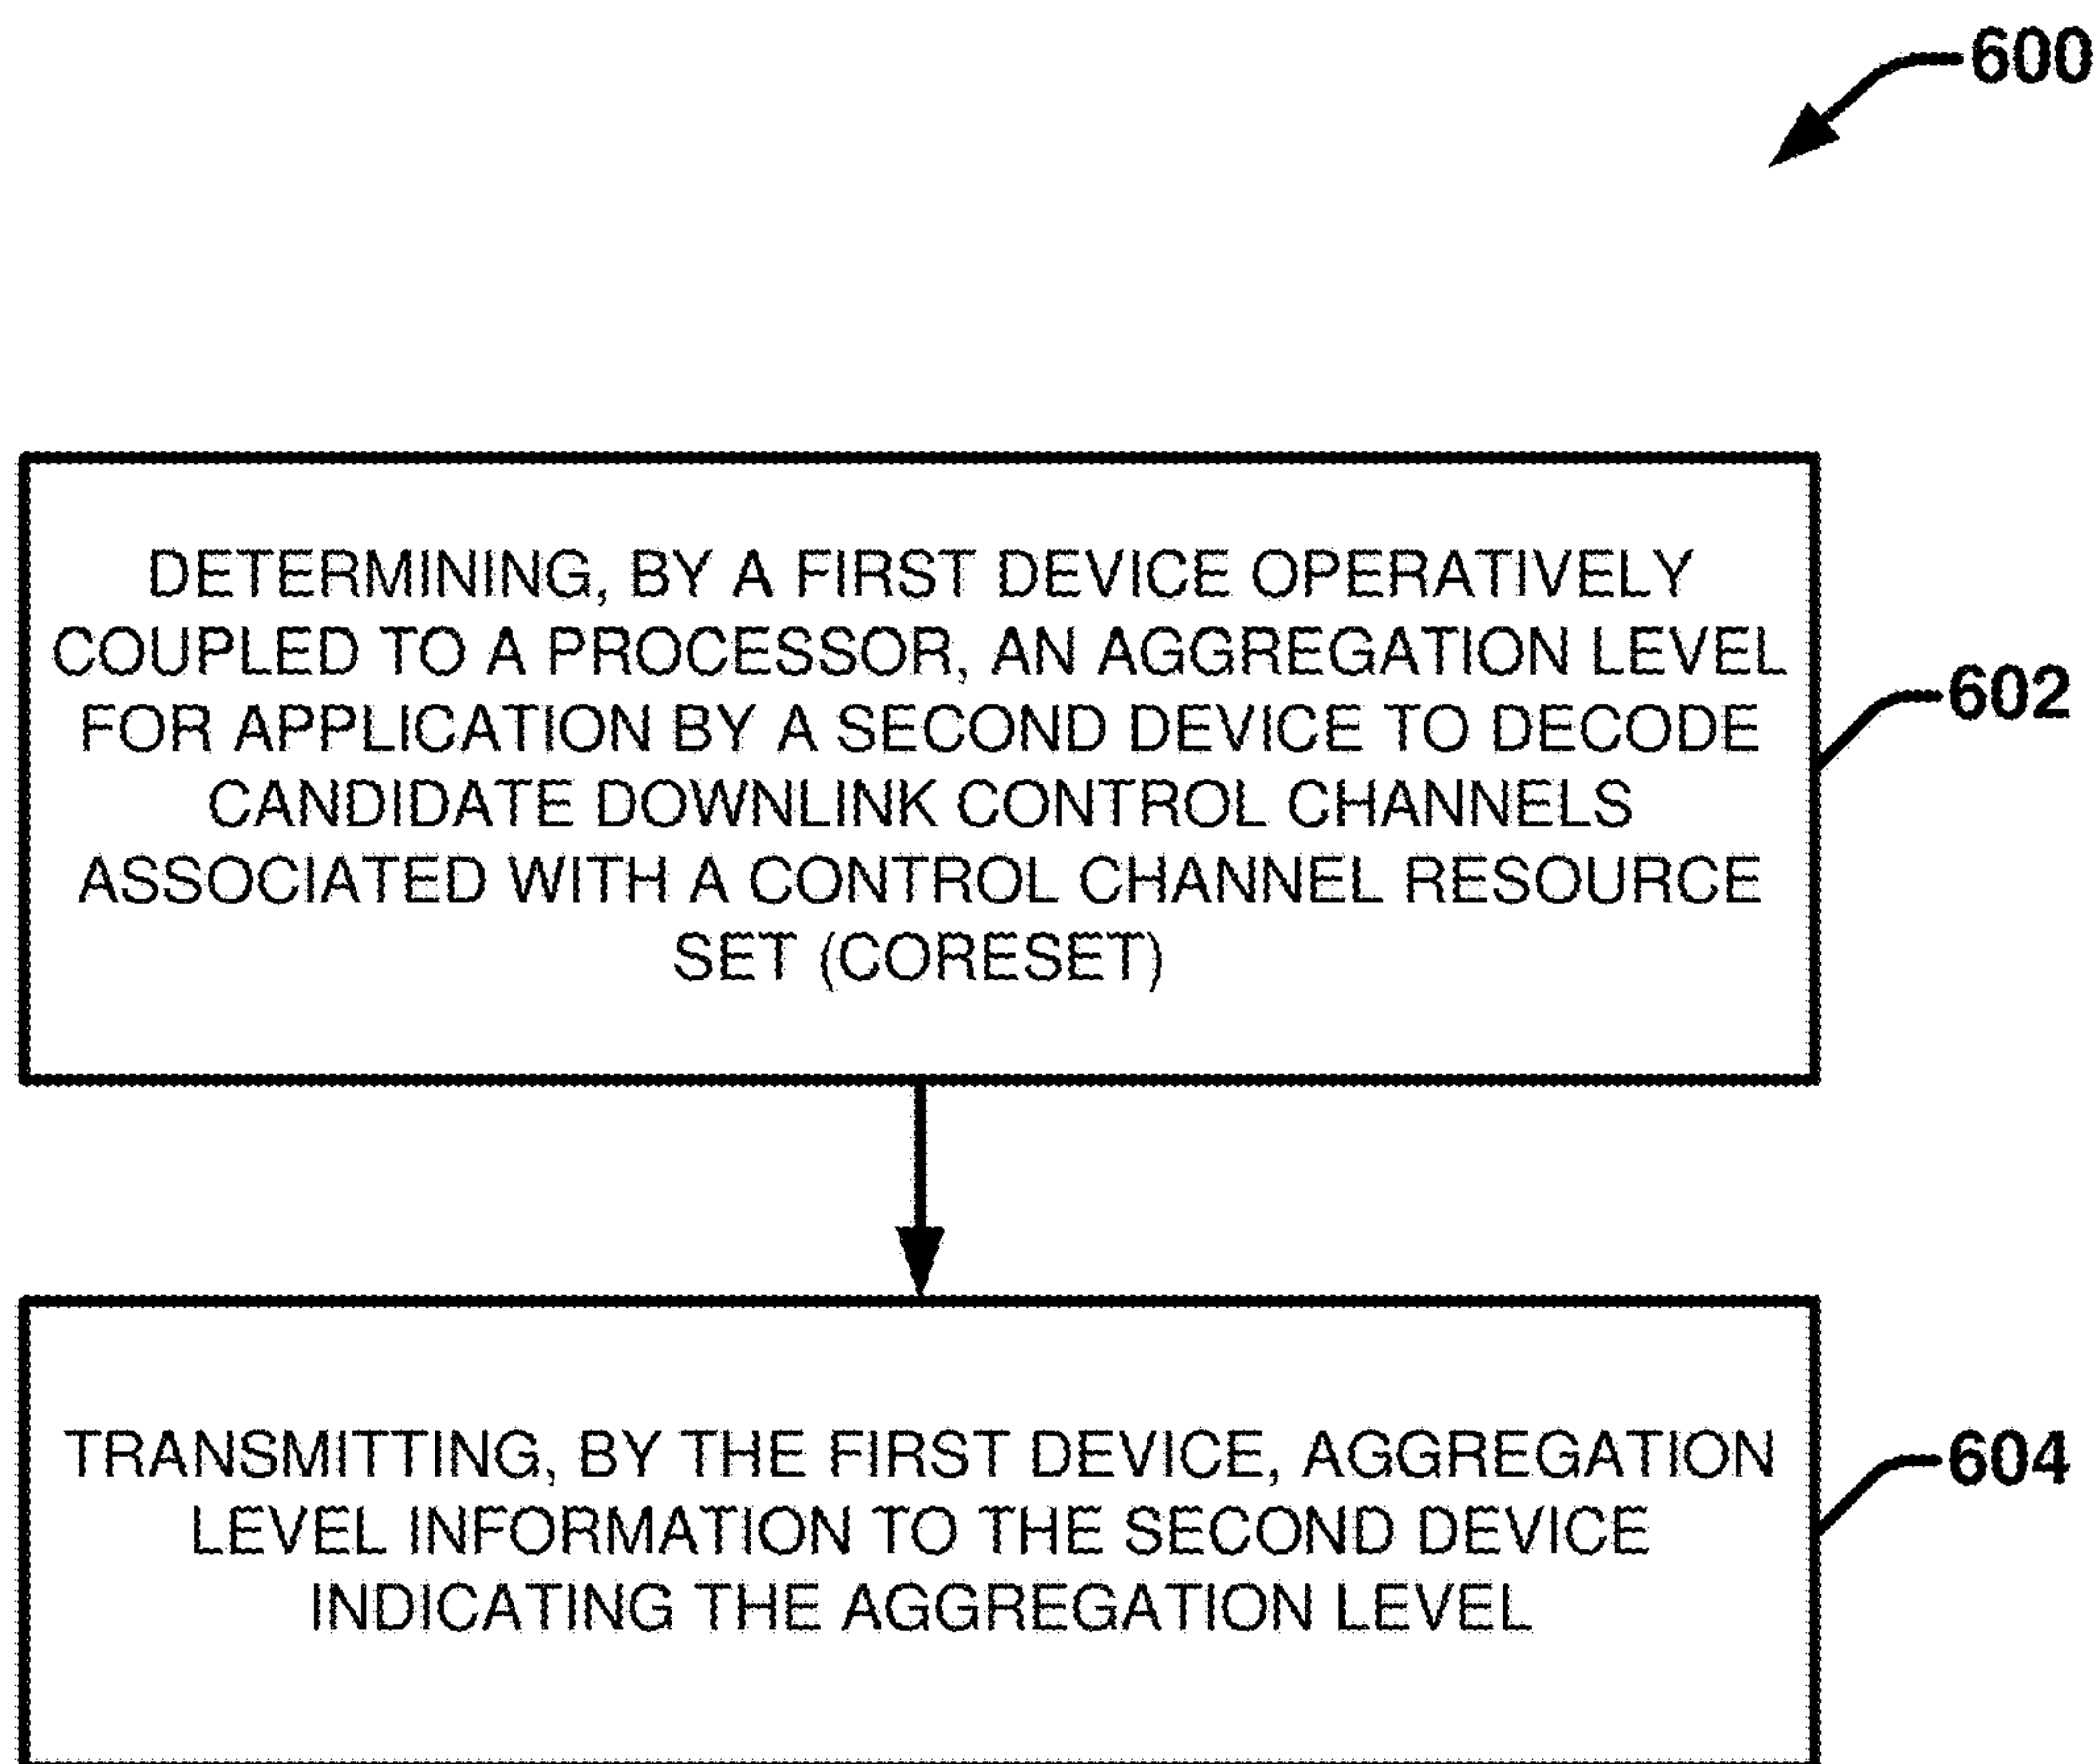 600
DETERMINING, BY A FIRST DEVICE OPERATIVELY
COUPLED TO A PROCESSOR, AN AGGREGATION LEVEL
FOR APPLICATION BY A SECOND DEVICE TO DECODE
CANDIDATE DOWNLINK CONTROL CHANNELS
ASSOCIATED WITH A CONTROL CHANNEL RESOURCE
SET (CORESET)
602
TRANSMITTING, BY THE FIRST DEVICE, AGGREGATION
LEVEL INFORMATION TO THE SECOND DEVICE
INDICATING THE AGGREGATION LEVEL
604